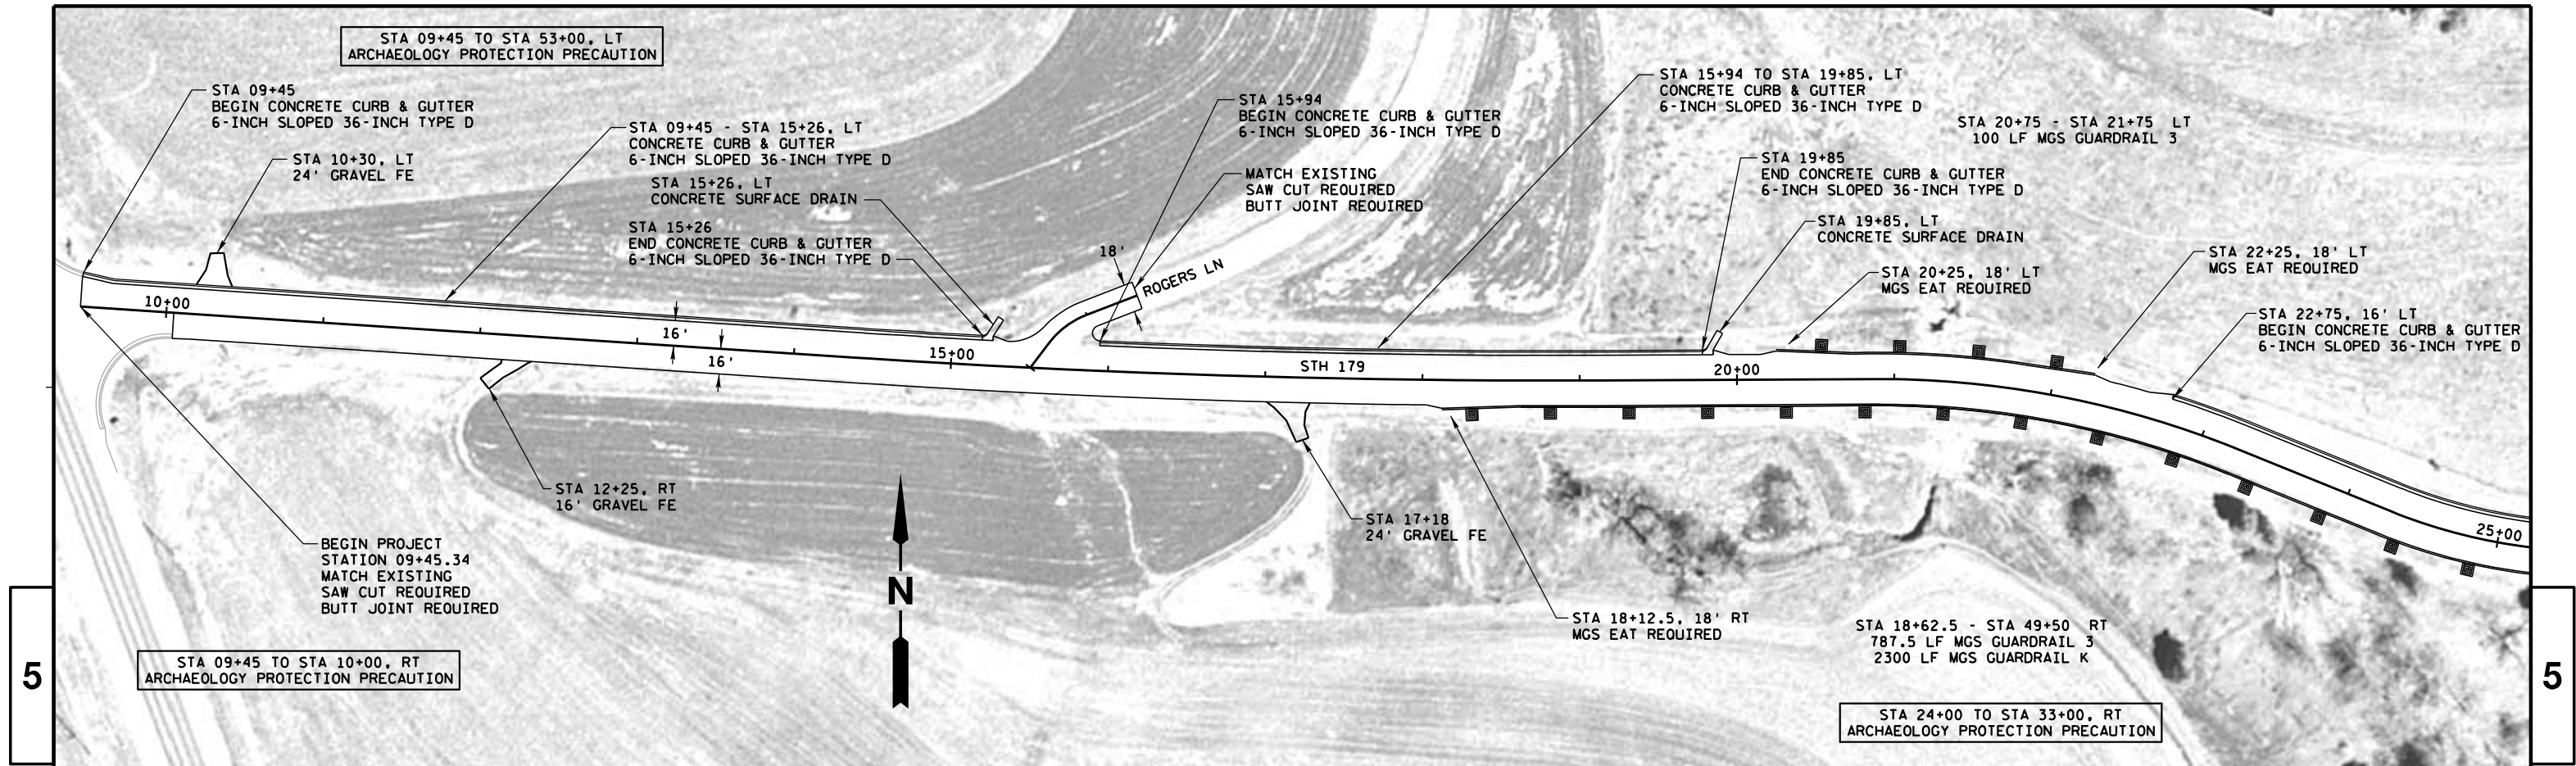 STA 09+45 TO STA 53+00, LT
ARCHAEOLOGY PROTECTION PRECAUTION
STA 09+45
BEGIN CONCRETE CURB & GUTTER
6-INCH SLOPED 36-INCH TYPE D
STA 10+30, LT
24' GRAVEL FE
STA 09+45 - STA 15+26, LT
CONCRETE CURB & GUTTER
6-INCH SLOPED 36-INCH TYPE D
STA 15+26, LT
CONCRETE SURFACE DRAIN
STA 15+26
END CONCRETE CURB & GUTTER
6-INCH SLOPED 36-INCH TYPE D
STA 15+94
BEGIN CONCRETE CURB & GUTTER
6-INCH SLOPED 36-INCH TYPE D
MATCH EXISTING
SAW CUT REQUIRED
BUTT JOINT REQUIRED
18'
ROGERS LN
STA 15+94 TO STA 19+85, LT
CONCRETE CURB & GUTTER
6-INCH SLOPED 36-INCH TYPE D
STA 20+75 - STA 21+75 LT
100 LF MGS GUARDRAIL 3
STA 19+85
END CONCRETE CURB & GUTTER
6-INCH SLOPED 36-INCH TYPE D
STA 19+85, LT
CONCRETE SURFACE DRAIN
STA 20+25, 18' LT
MGS EAT REQUIRED
STA 22+25, 18' LT
MGS EAT REQUIRED
STA 22+75, 16' LT
BEGIN CONCRETE CURB & GUTTER
6-INCH SLOPED 36-INCH TYPE D
10+00
16'
16'
15+00
STH 179
20+00
25+00
STA 12+25, RT
16' GRAVEL FE
STA 17+18
24' GRAVEL FE
BEGIN PROJECT
STATION 09+45.34
MATCH EXISTING
SAW CUT REQUIRED
BUTT JOINT REQUIRED
N
STA 18+12.5, 18' RT
MGS EAT REQUIRED
STA 18+62.5 - STA 49+50 RT
787.5 LF MGS GUARDRAIL 3
2300 LF MGS GUARDRAIL K
STA 09+45 TO STA 10+00, RT
ARCHAEOLOGY PROTECTION PRECAUTION
STA 24+00 TO STA 33+00, RT
ARCHAEOLOGY PROTECTION PRECAUTION
5
5